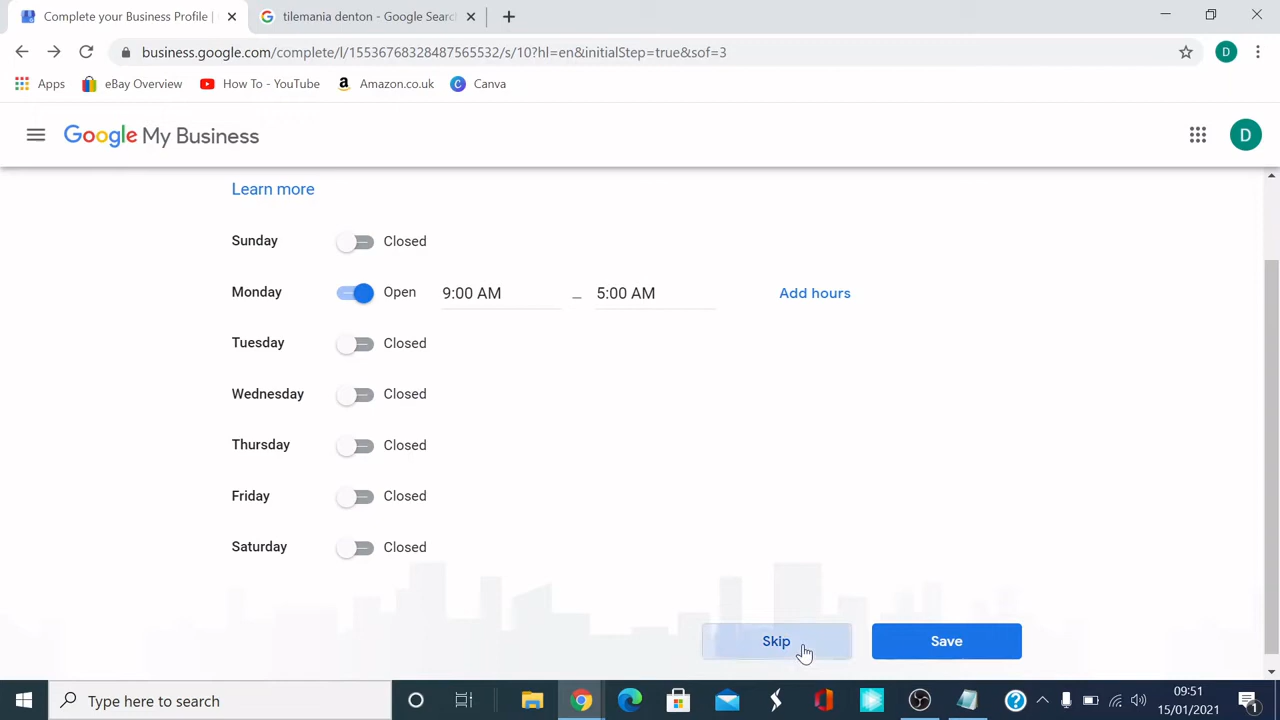 Complete your Business Profile |
tilemania denton - Google Searc
business.google.com/complete/l/15536768328487565532/s/10?hl=en&initialStep=true&sof=3
D
Apps
eBay Overview
How To - YouTube
Amazon.co.uk
Canva
Google My Business
D
Learn more
Sunday Closed
Monday Open 9:00 AM – 5:00 AM Add hours
Tuesday Closed
Wednesday Closed
Thursday Closed
Friday Closed
Saturday Closed
Skip
Save
Type here to search
09:51
15/01/2021
1